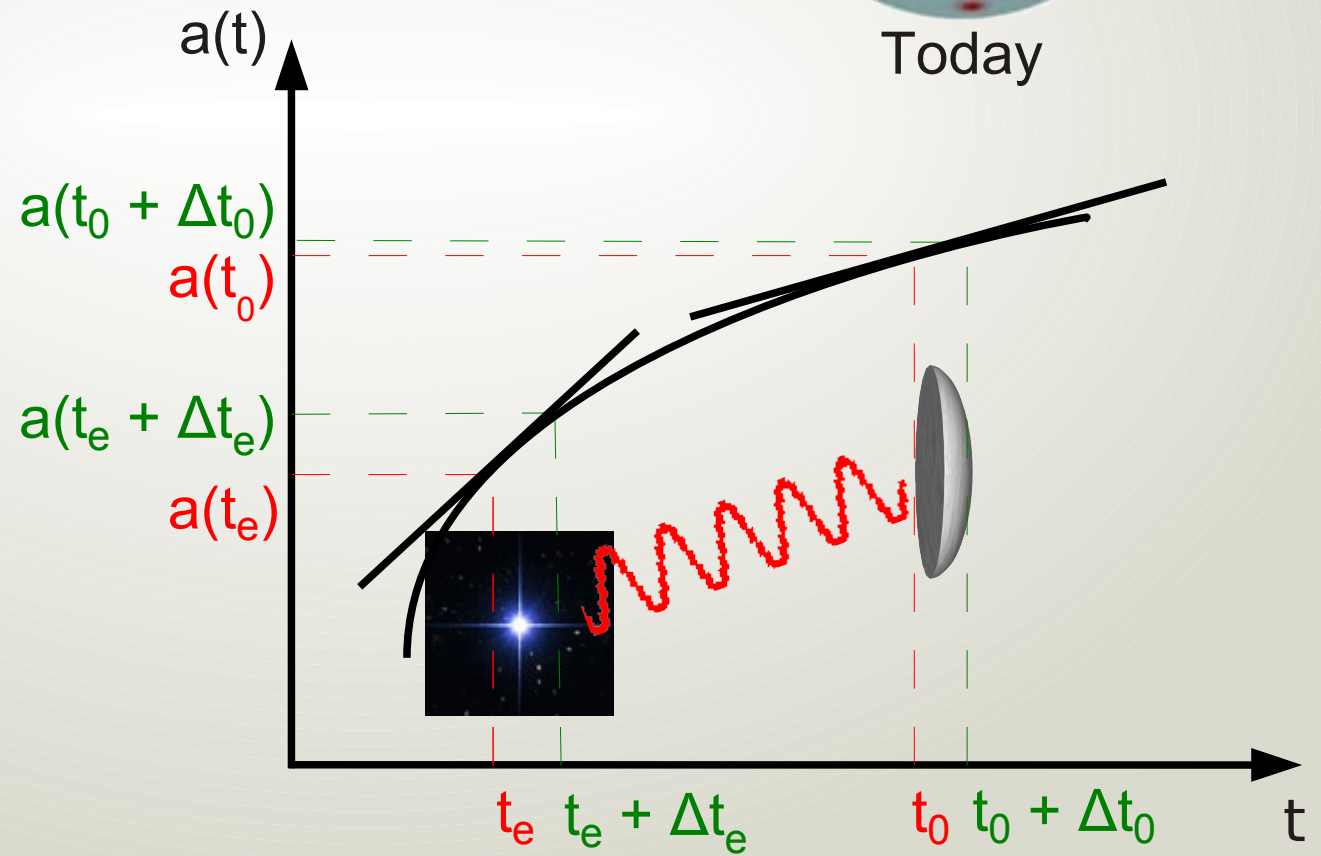 a(t)
Today
a(t₀ + Δt₀)
a(t₀)
a(tₑ + Δtₑ)
a(tₑ)
tₑ
tₑ + Δtₑ
t₀
t₀ + Δt₀
t